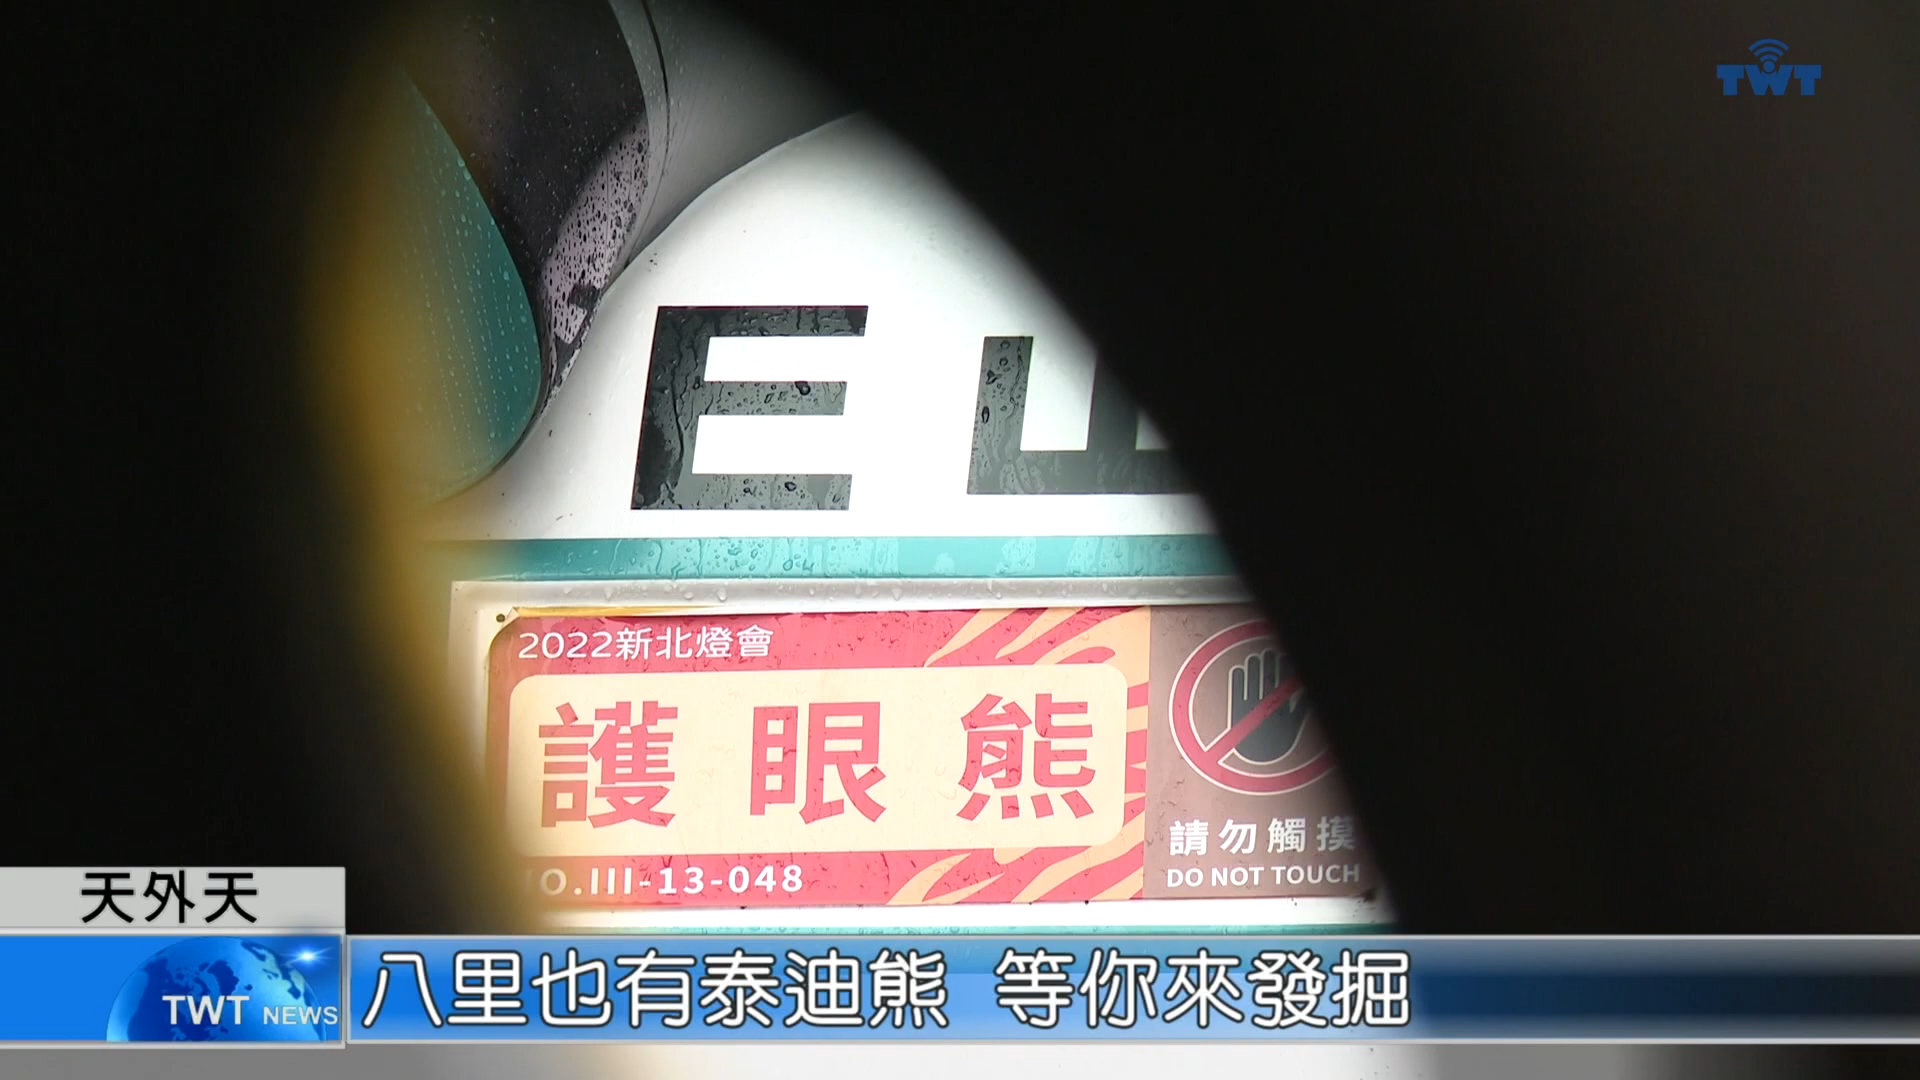 TWT
E
2022新北燈會
護眼熊
請勿觸摸
DO NOT TOUCH
O.III-13-048
天外天
TWT NEWS
八里也有泰迪熊 等你來發掘